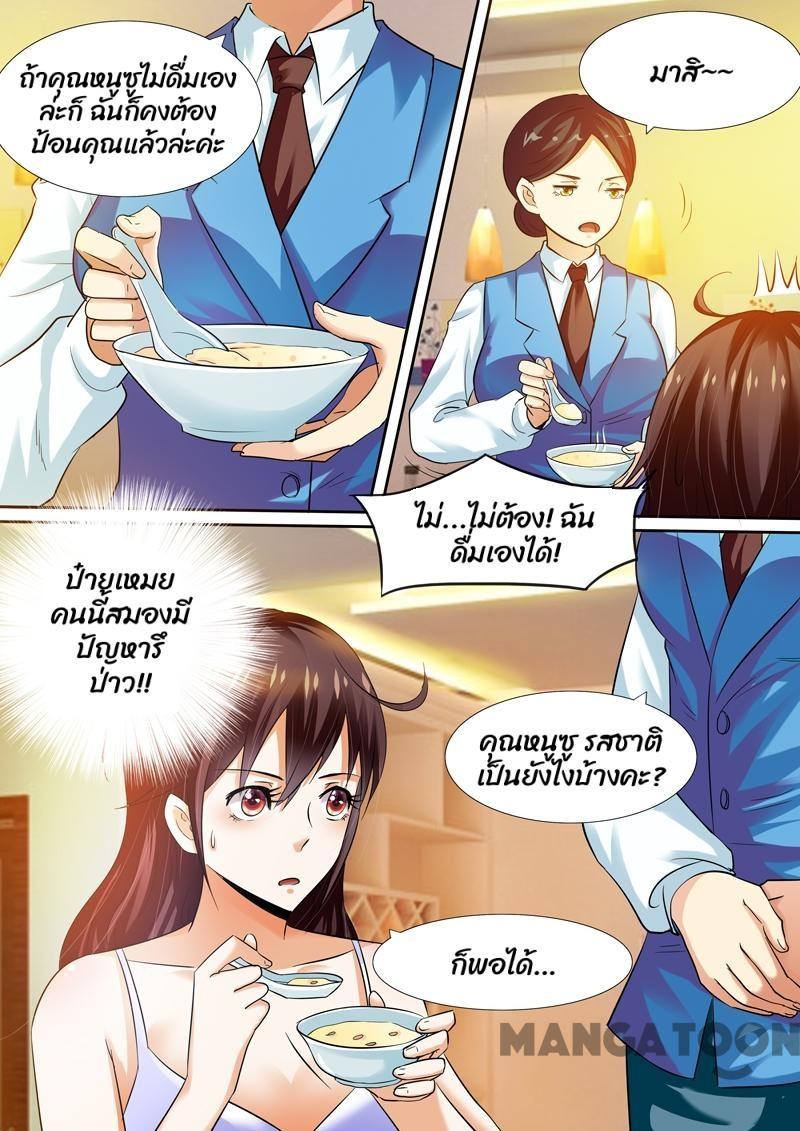 ถ้าคุณหนูซูไม่ดื่มเอง
ล่ะก็ ฉันก็คงต้อง
ป้อนคุณแล้วล่ะค่ะ
มาสิ~~
ไม่...ไม่ต้อง! ฉัน
ดื่มเองได้!
ป๋ายเหมย
คนนี้สมองมี
ปัญหารึ
ป่าว!!
คุณหนูซู รสชาติ
เป็นยังไงบ้างคะ?
ก็พอได้...
MANGATOON